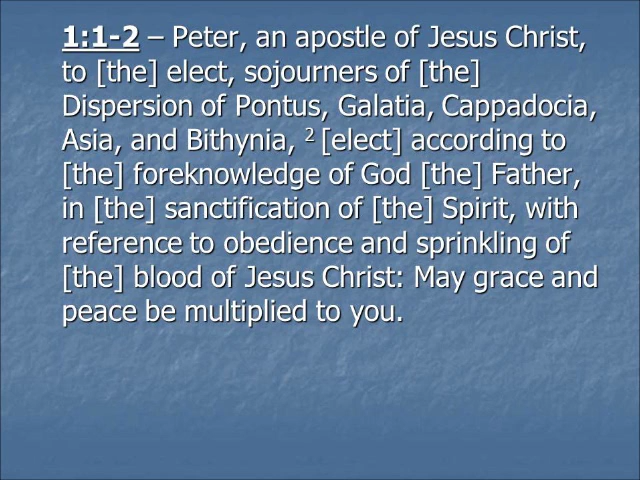 1:1-2 – Peter, an apostle of Jesus Christ,
to [the] elect, sojourners of [the]
Dispersion of Pontus, Galatia, Cappadocia,
Asia, and Bithynia, 2 [elect] according to
[the] foreknowledge of God [the] Father,
in [the] sanctification of [the] Spirit, with
reference to obedience and sprinkling of
[the] blood of Jesus Christ: May grace and
peace be multiplied to you.